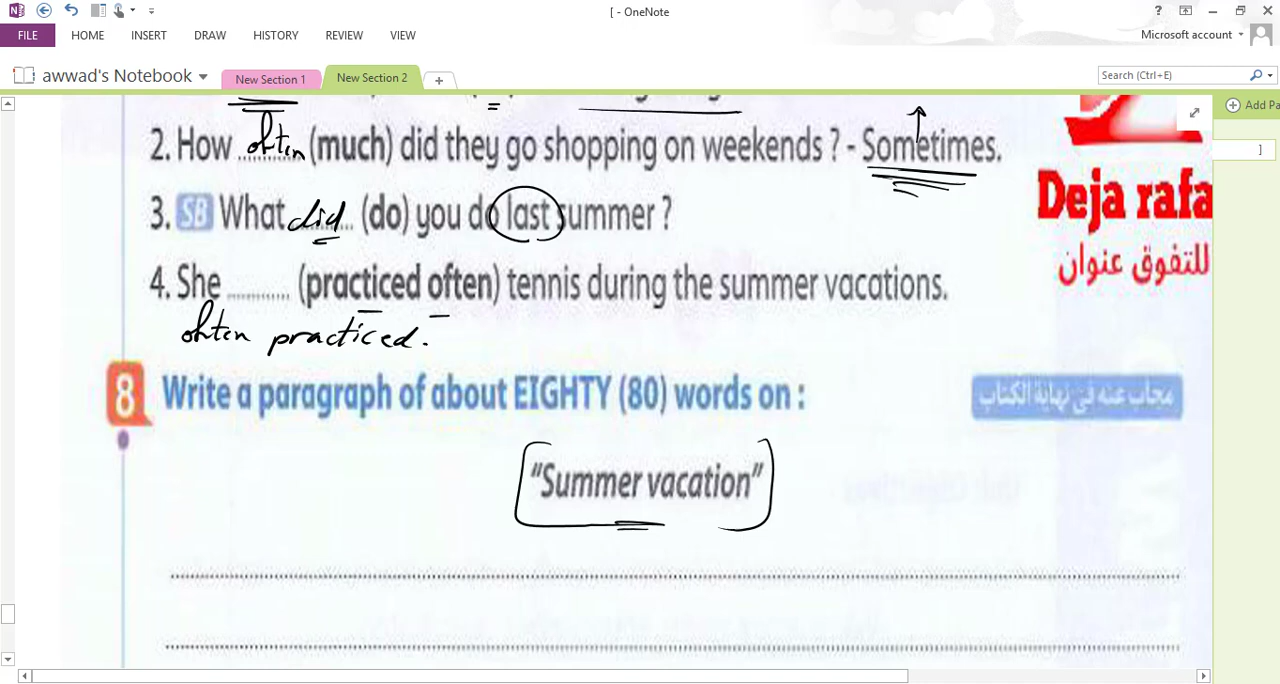 [ - OneNote
?
FILE HOME INSERT DRAW HISTORY REVIEW VIEW
Microsoft account
awwad's Notebook New Section 1 New Section 2 +
Search (Ctrl+E)
Add Pa
]
2. How often (much) did they go shopping on weekends ? - Sometimes.
3. SB What did (do) you do last summer ?
4. She ........... (practiced often) tennis during the summer vacations.
often practiced.
Deja rafa
للتفوق عنوان
8 Write a paragraph of about EIGHTY (80) words on :
مجاب عنه فى نهاية الكتاب
"Summer vacation"